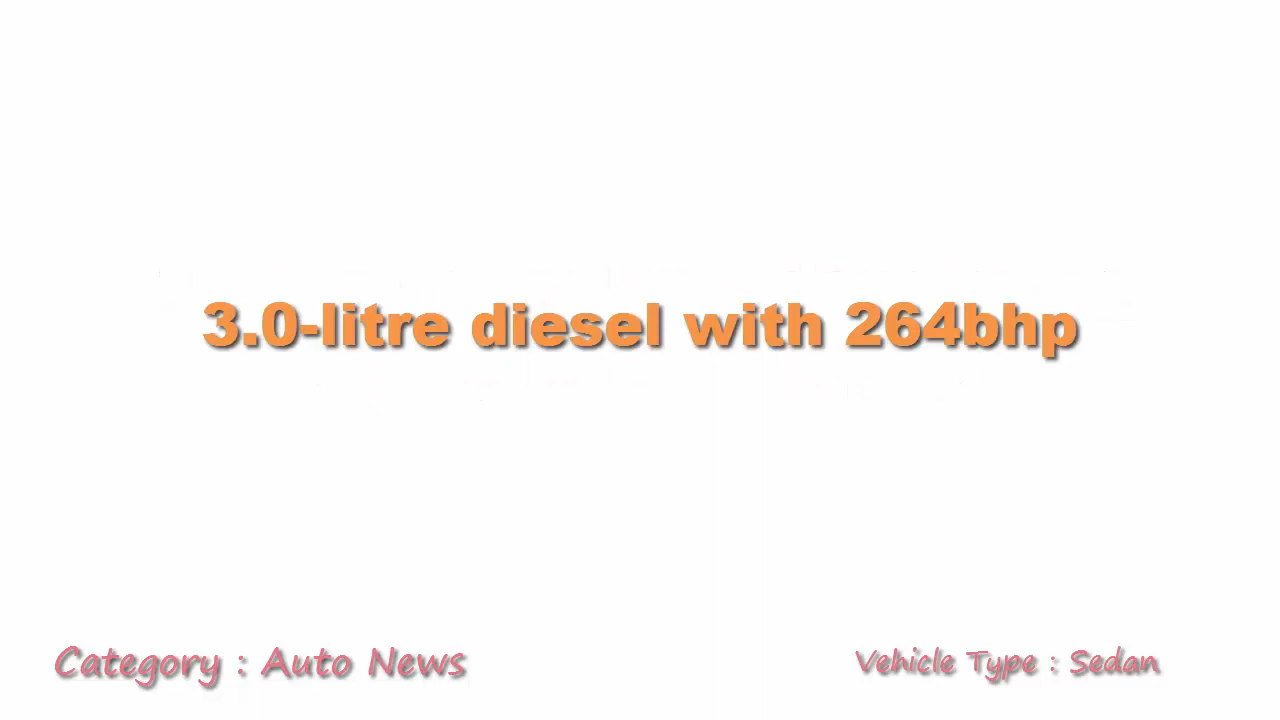 3.0-litre diesel with 264bhp
Category : Auto News
Vehicle Type : Sedan